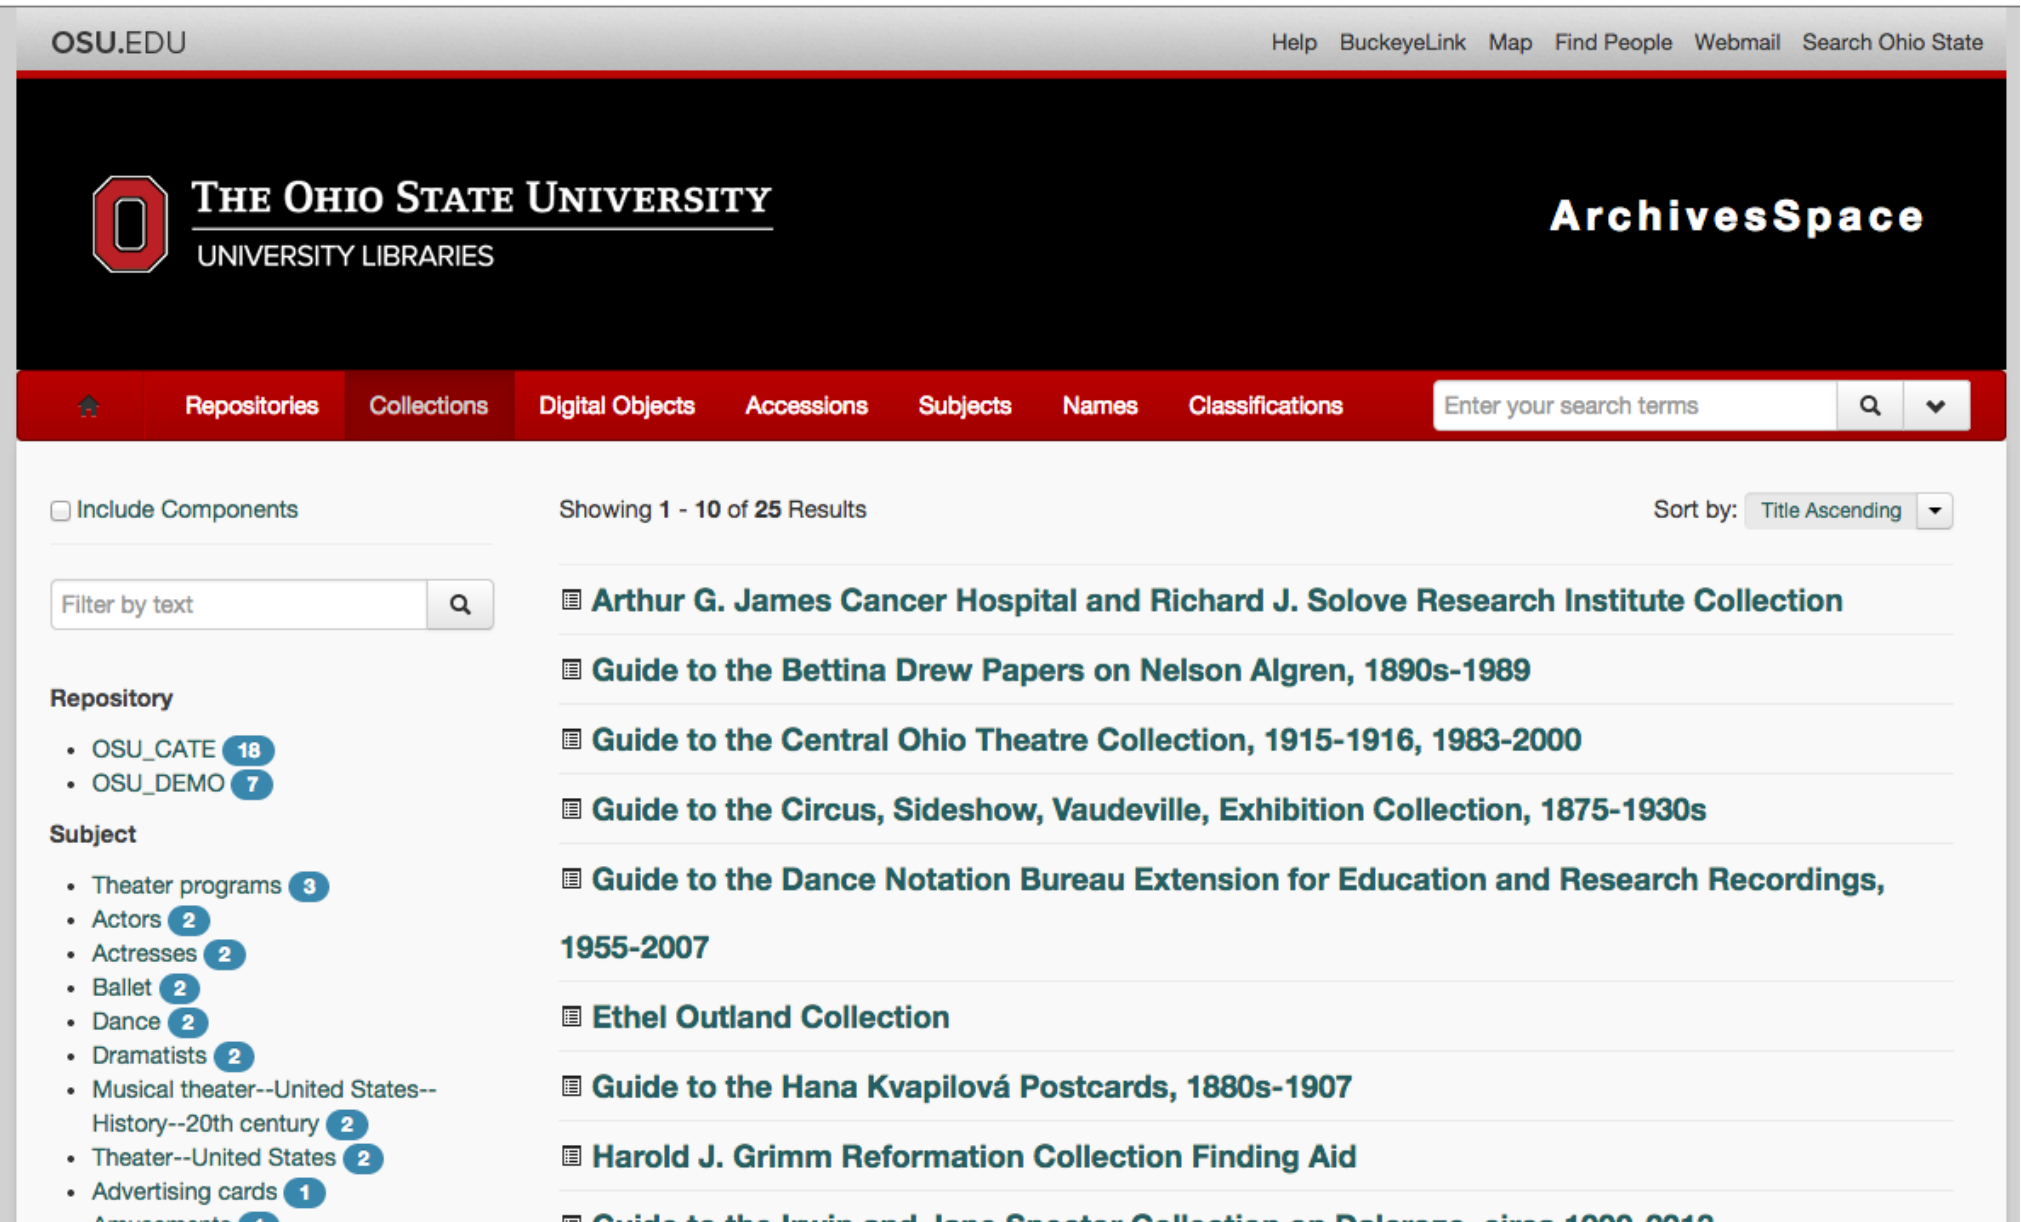 OSU.EDU
Help BuckeyeLink Map Find People Webmail Search Ohio State
THE OHIO STATE UNIVERSITY
UNIVERSITY LIBRARIES
ArchivesSpace
Repositories Collections Digital Objects Accessions Subjects Names Classifications Enter your search terms
Include Components
Filter by text
Repository
• OSU_CATE 18
• OSU_DEMO 7
Subject
• Theater programs 3
• Actors 2
• Actresses 2
• Ballet 2
• Dance 2
• Dramatists 2
• Musical theater--United States--
History--20th century 2
• Theater--United States 2
• Advertising cards 1
Showing 1 - 10 of 25 Results
Sort by: Title Ascending
Arthur G. James Cancer Hospital and Richard J. Solove Research Institute Collection
Guide to the Bettina Drew Papers on Nelson Algren, 1890s-1989
Guide to the Central Ohio Theatre Collection, 1915-1916, 1983-2000
Guide to the Circus, Sideshow, Vaudeville, Exhibition Collection, 1875-1930s
Guide to the Dance Notation Bureau Extension for Education and Research Recordings,
1955-2007
Ethel Outland Collection
Guide to the Hana Kvapilová Postcards, 1880s-1907
Harold J. Grimm Reformation Collection Finding Aid